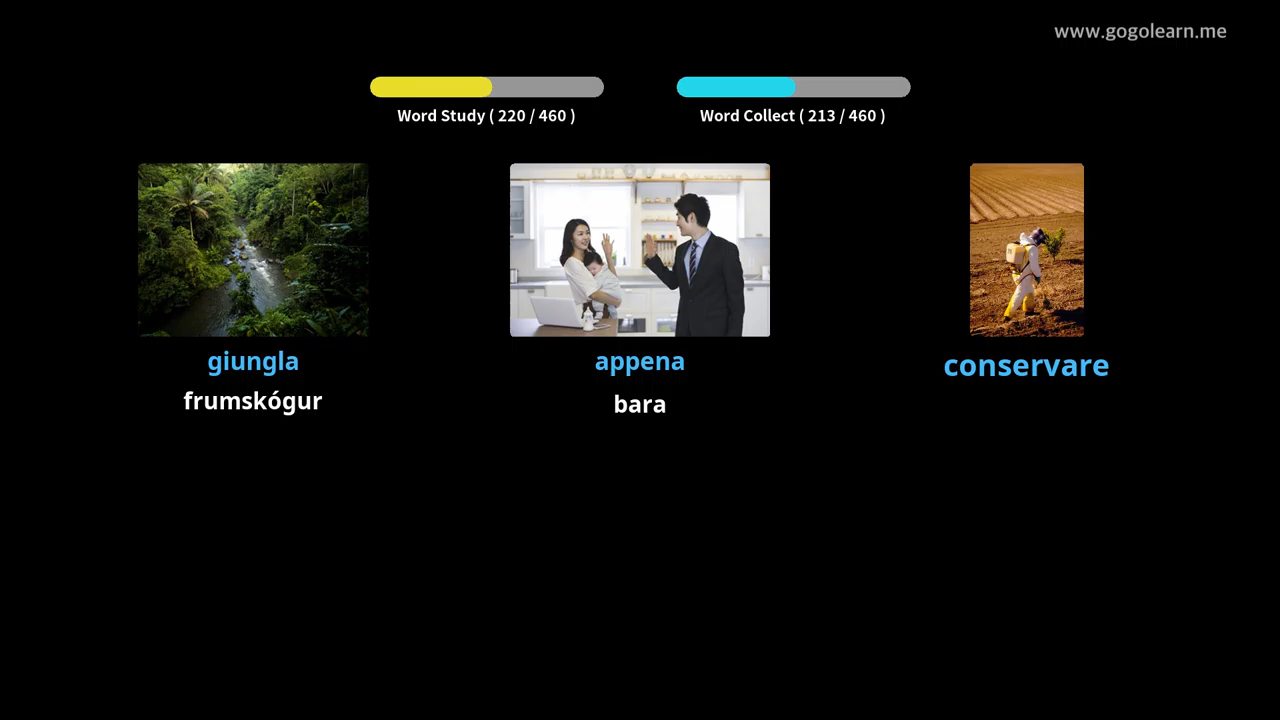 www.gogolearn.me
Word Study ( 220 / 460 )
Word Collect ( 213 / 460 )
giungla
appena
conservare
frumskógur
bara